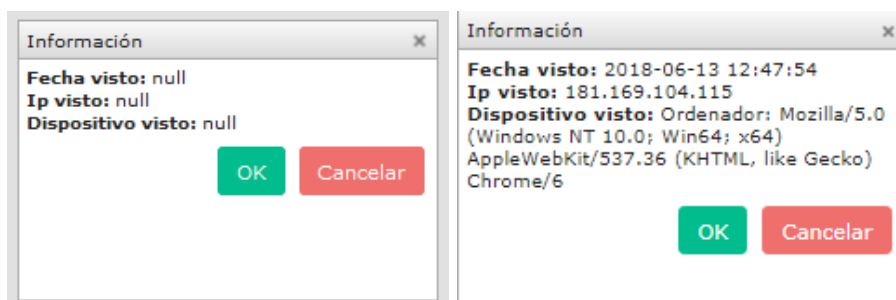 Información ×
Fecha visto: null
Ip visto: null
Dispositivo visto: null
OK Cancelar
Información ×
Fecha visto: 2018-06-13 12:47:54
Ip visto: 181.169.104.115
Dispositivo visto: Ordenador: Mozilla/5.0
(Windows NT 10.0; Win64; x64)
AppleWebKit/537.36 (KHTML, like Gecko)
Chrome/6
OK Cancelar